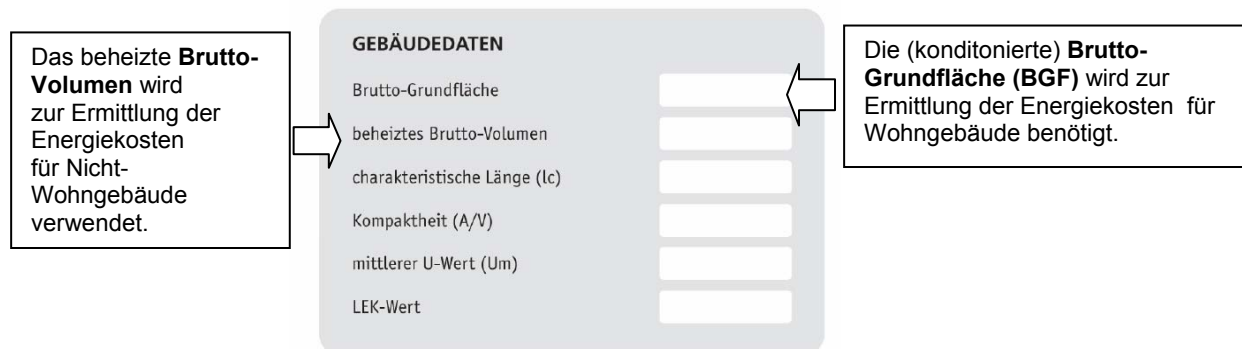 Das beheizte Brutto-
Volumen wird
zur Ermittlung der
Energiekosten
für Nicht-
Wohngebäude
verwendet.
GEBÄUDEDATEN
Brutto-Grundfläche
beheiztes Brutto-Volumen
charakteristische Länge (lc)
Kompaktheit (A/V)
mittlerer U-Wert (Um)
LEK-Wert
Die (konditonierte) Brutto-
Grundfläche (BGF) wird zur
Ermittlung der Energiekosten für
Wohngebäude benötigt.